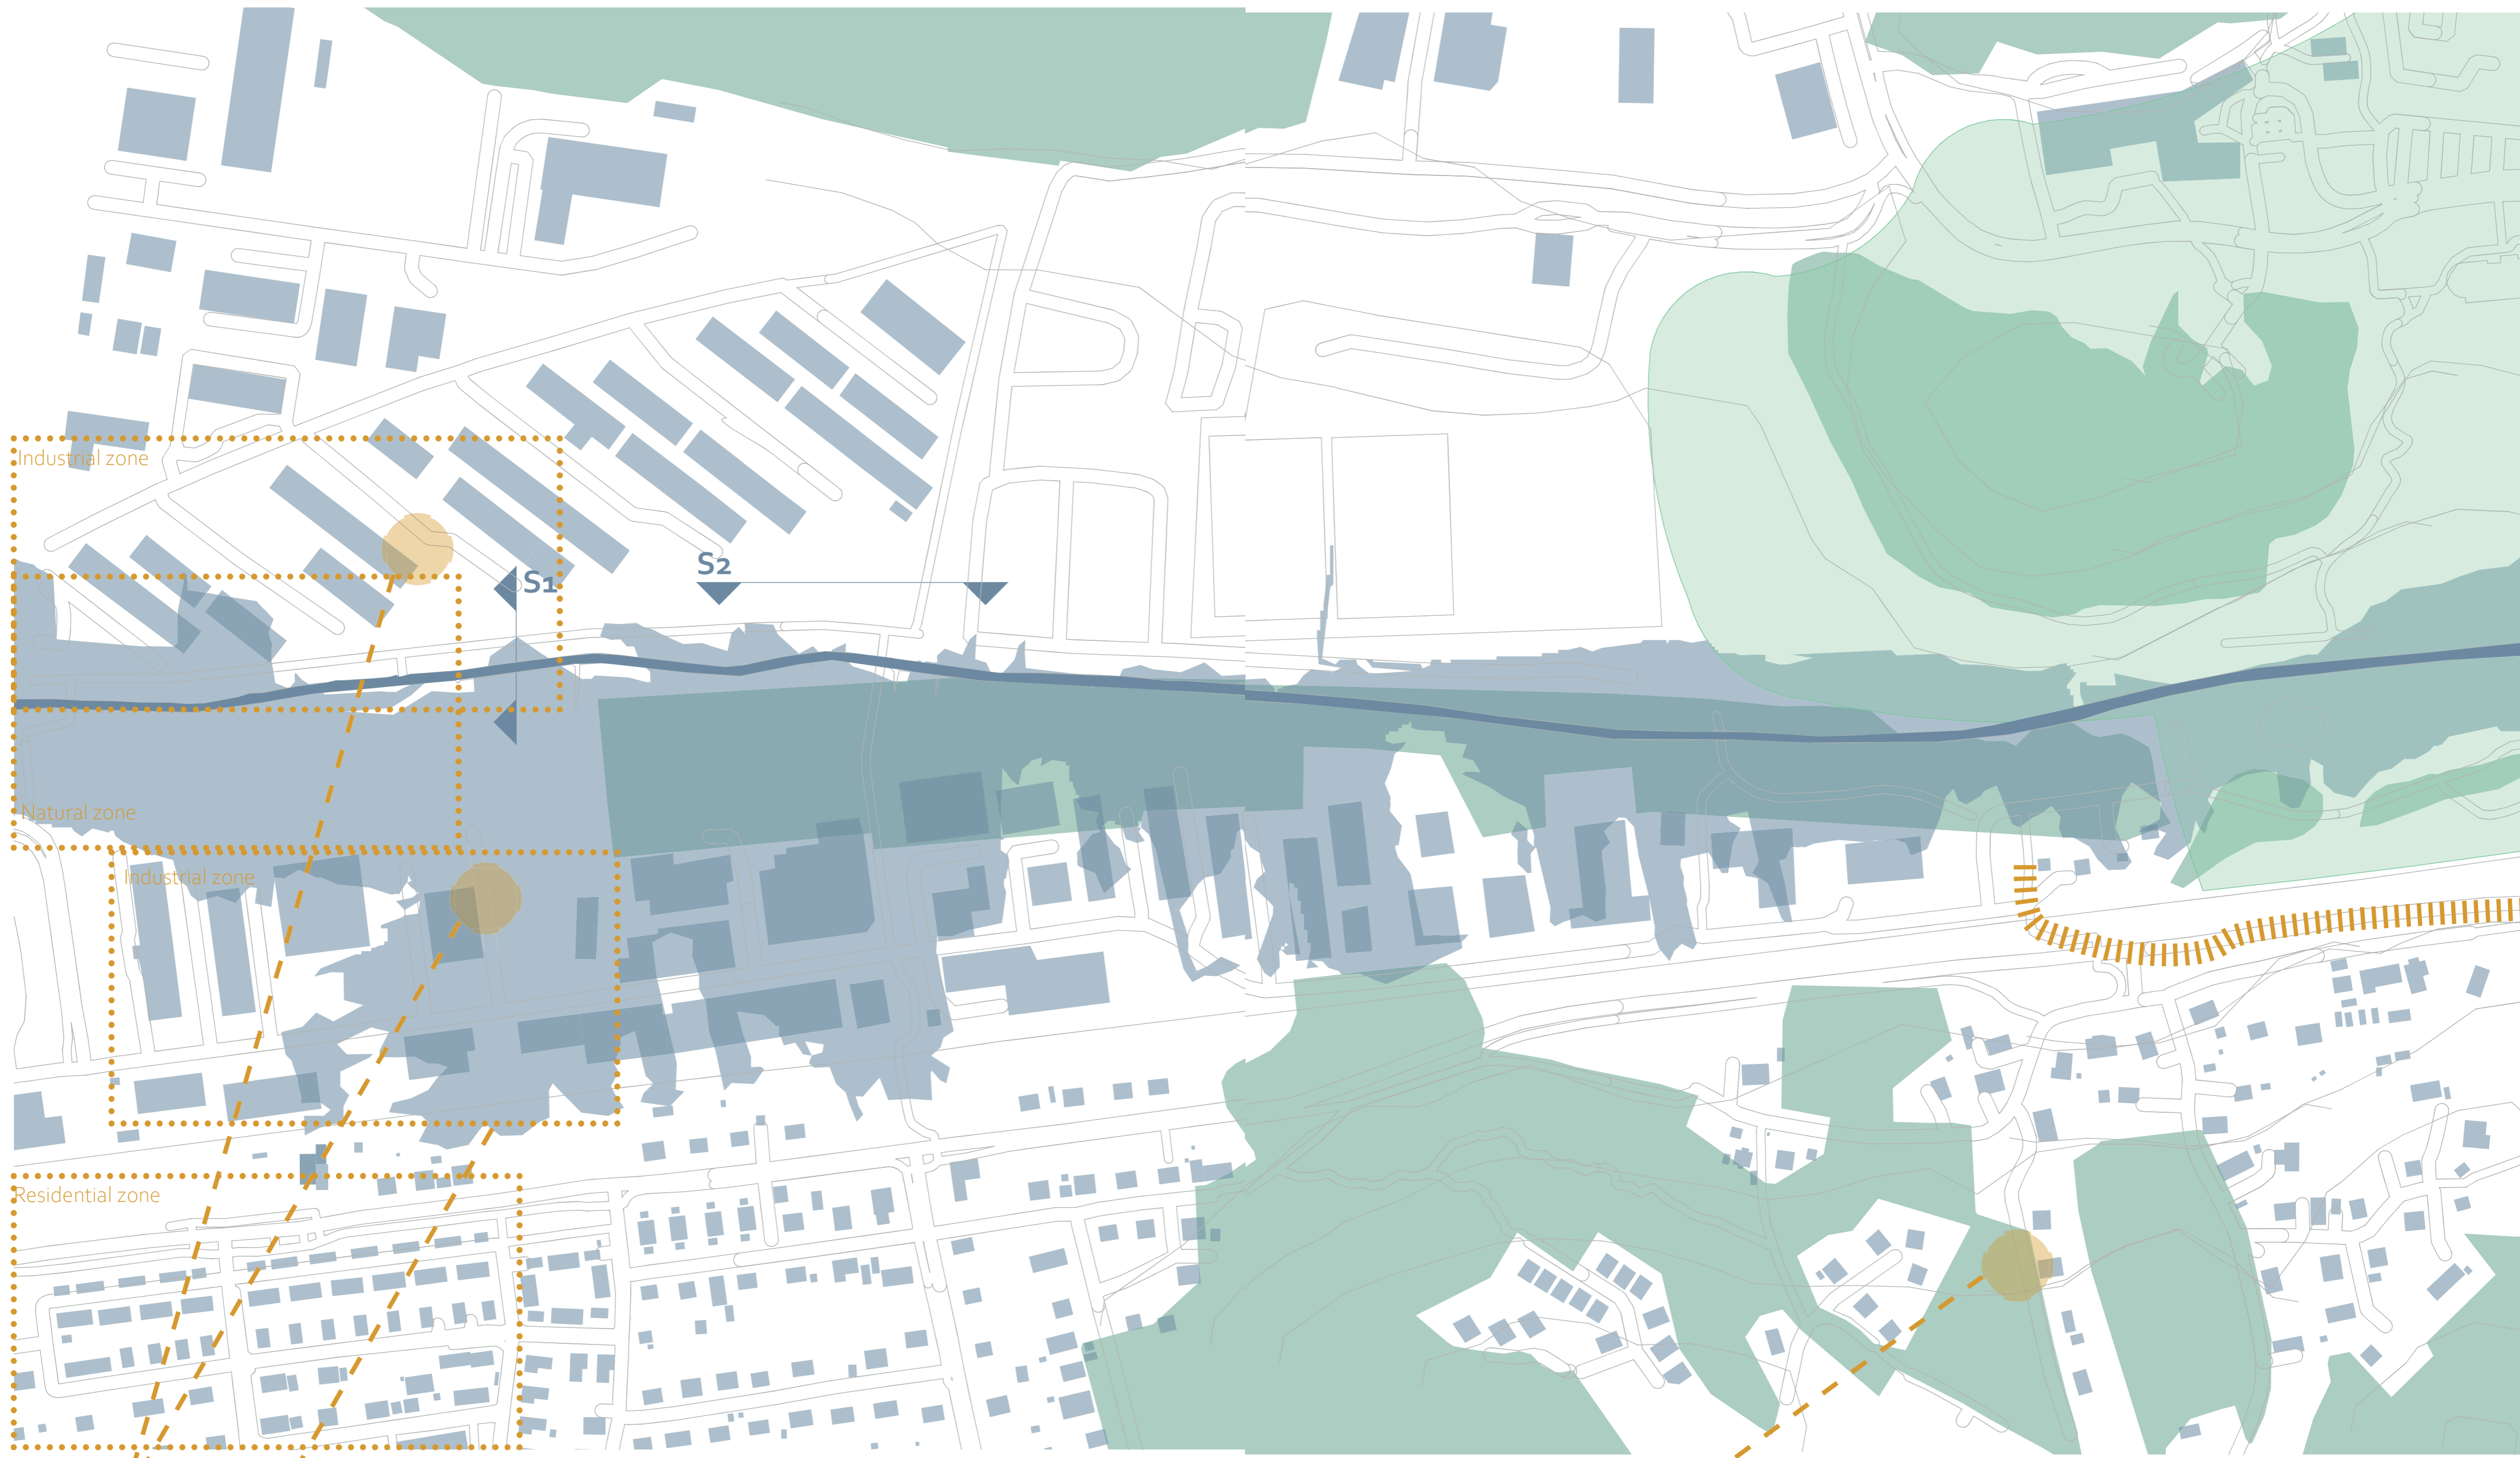 Industrial zone
S2
S1
Natural zone
Industrial zone
Residential zone